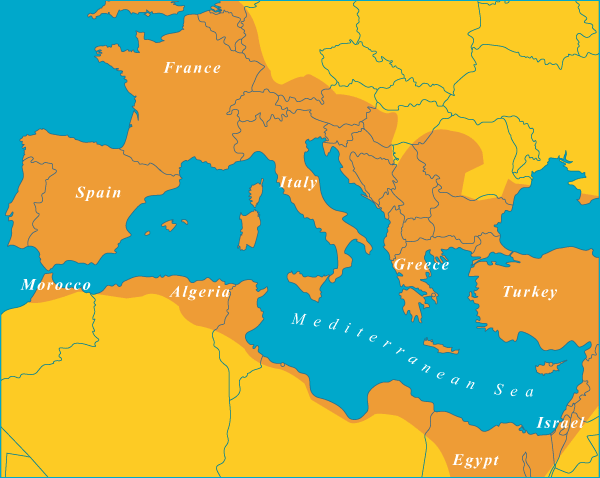 France
Spain
Italy
Greece
Morocco
Algeria
Turkey
Mediterranean Sea
Israel
Egypt